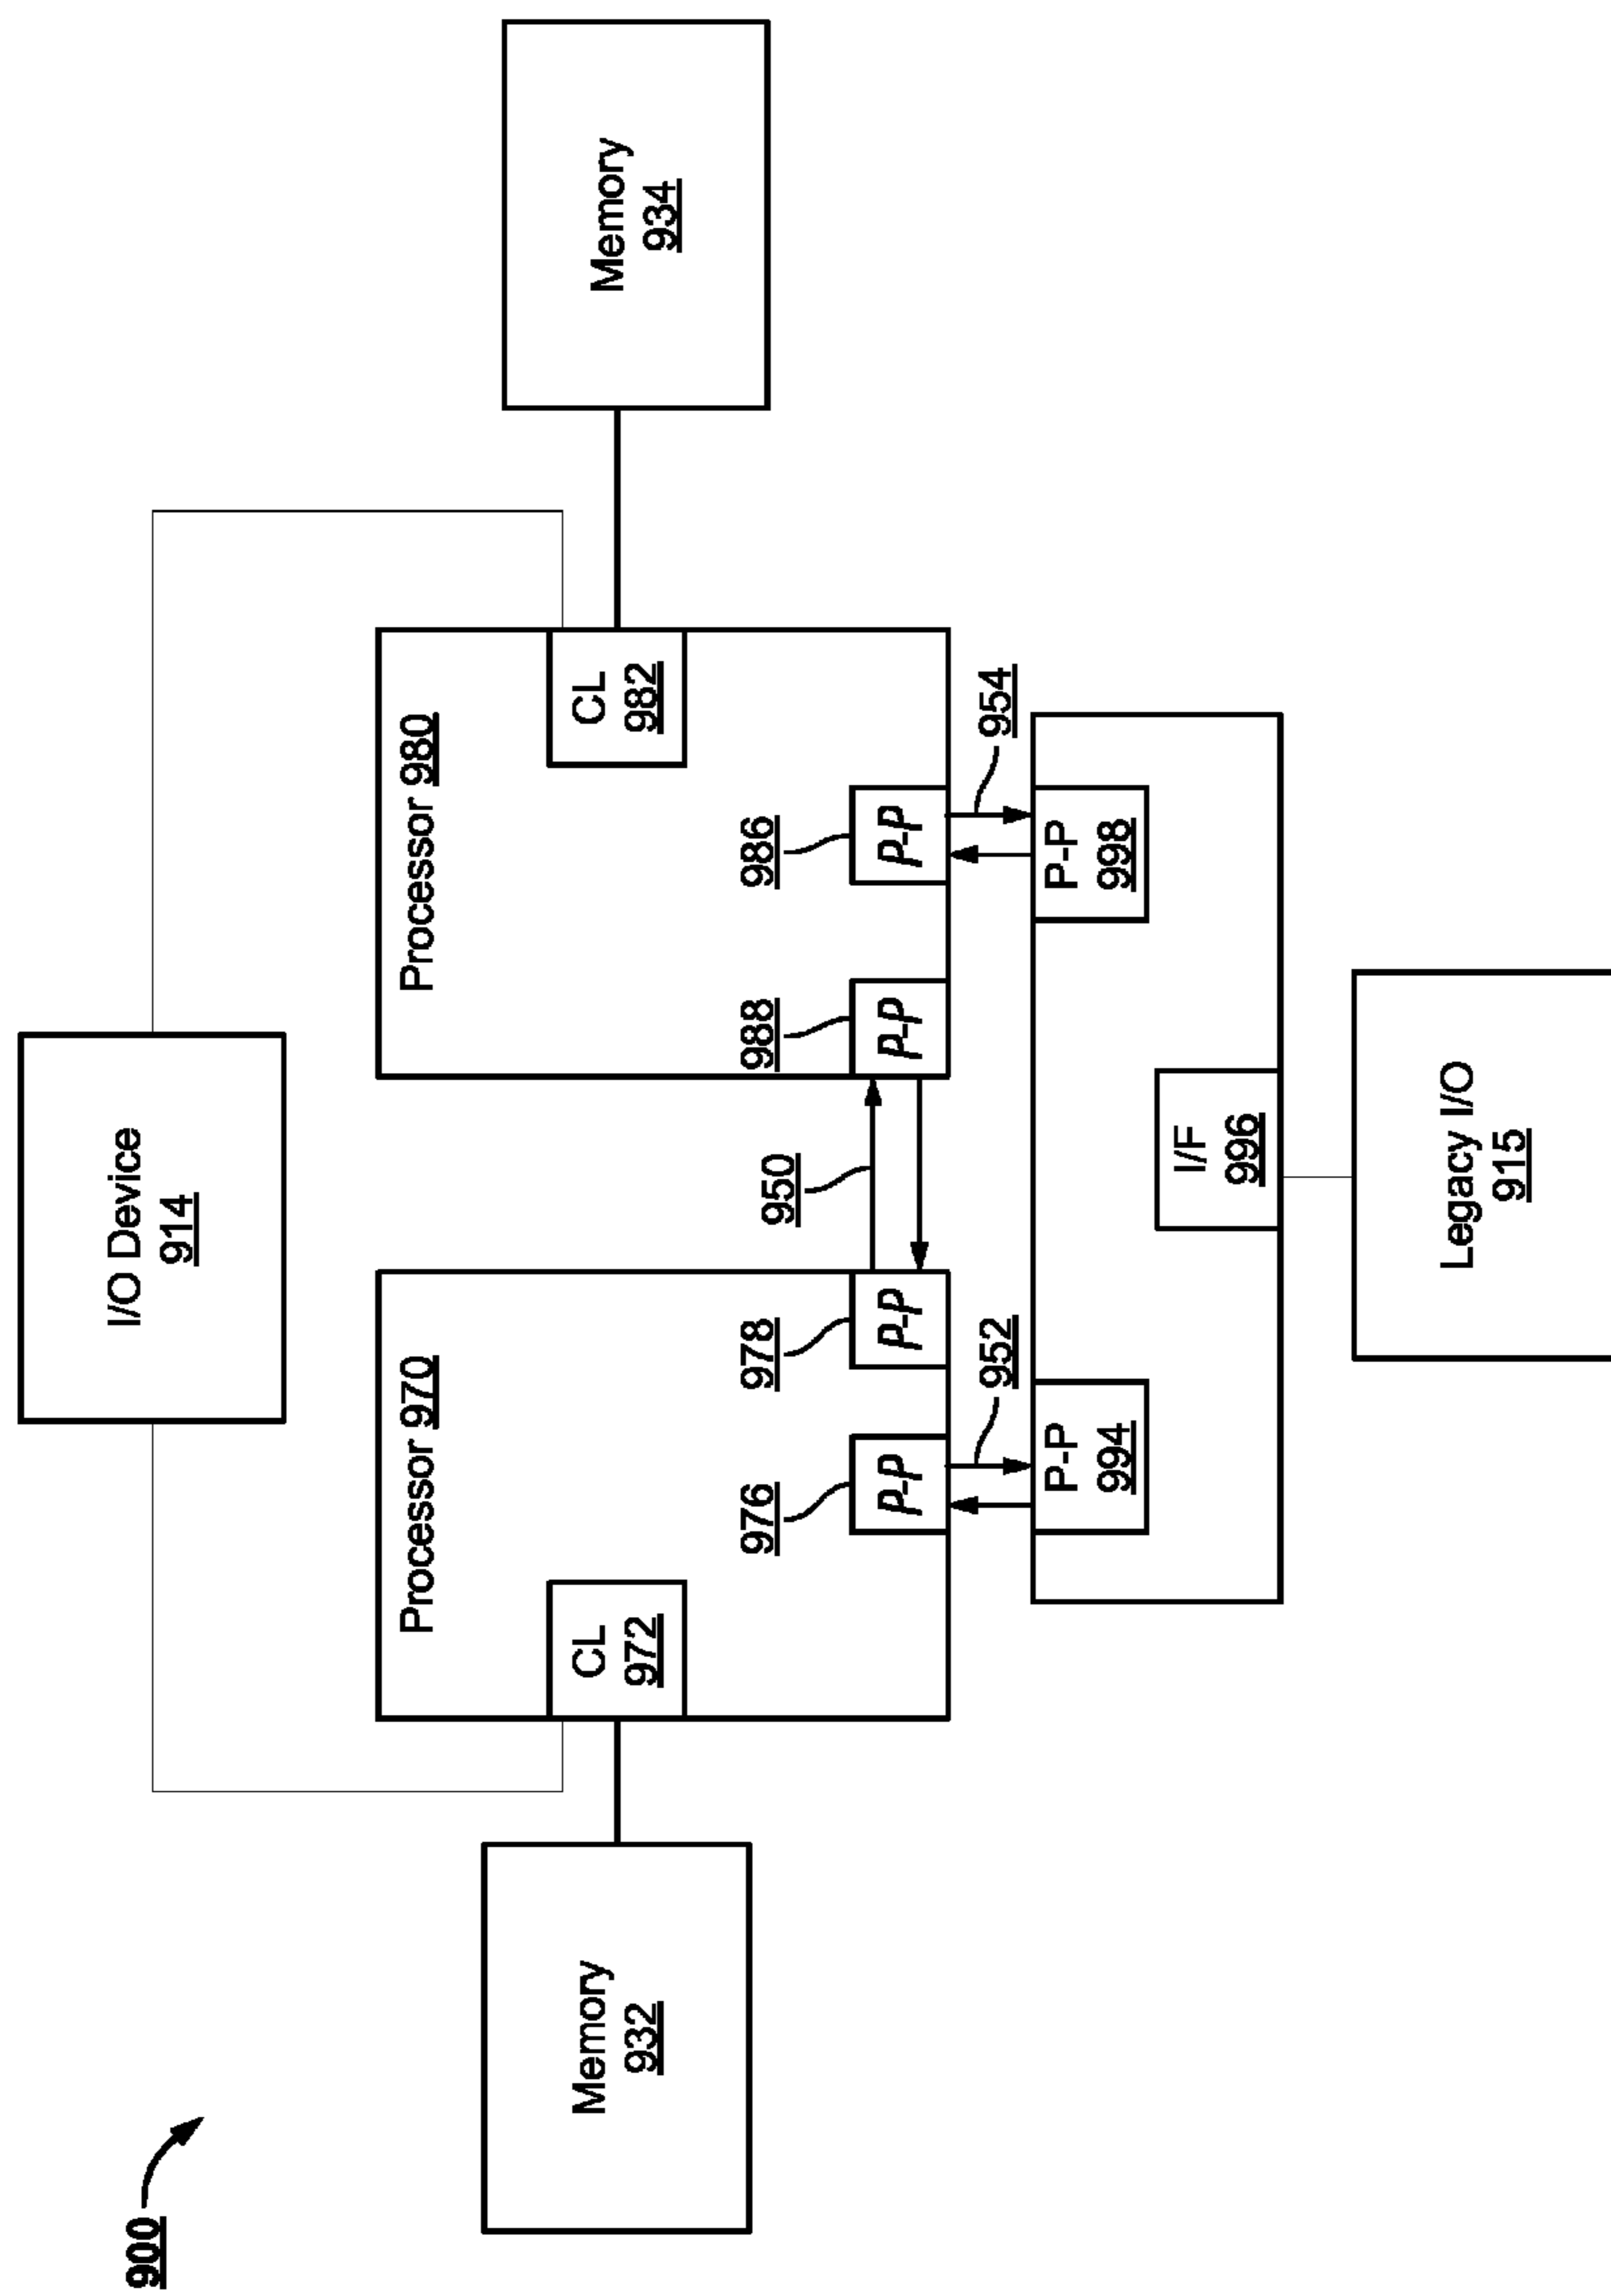 900
I/O Device
914
Memory
932
Processor 970
CL
972
976
P-P
978
P-P
950
Processor 980
CL
982
988
P-P
986
P-P
Memory
934
952
954
P-P
994
P-P
998
I/F
996
Legacy I/O
915